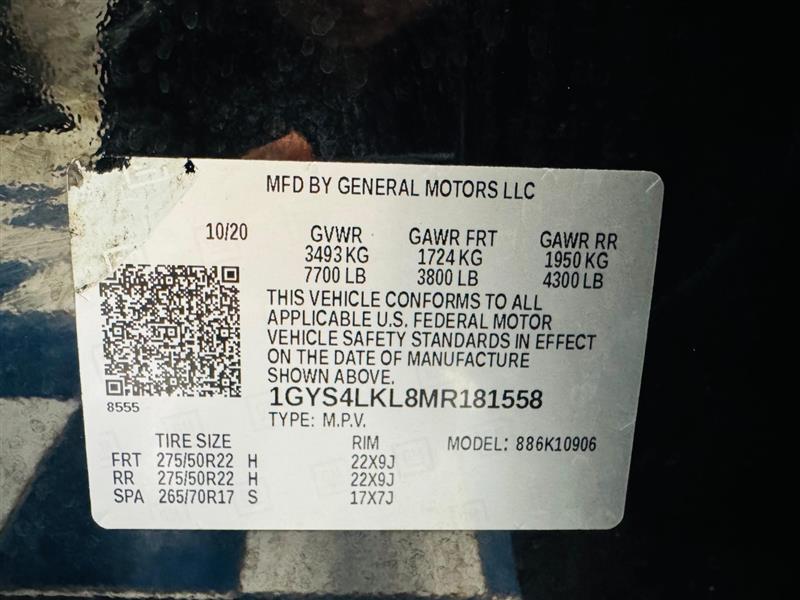 MFD BY GENERAL MOTORS LLC
10/20 GVWR GAWR FRT GAWR RR
3493 KG 1724 KG 1950 KG
7700 LB 3800 LB 4300 LB
THIS VEHICLE CONFORMS TO ALL
APPLICABLE U.S. FEDERAL MOTOR
VEHICLE SAFETY STANDARDS IN EFFECT
ON THE DATE OF MANUFACTURE
SHOWN ABOVE.
8555
1GYS4LKL8MR181558
TYPE: M.P.V.
TIRE SIZE RIM MODEL: 886K10906
FRT 275/50R22 H 22X9J
RR 275/50R22 H 22X9J
SPA 265/70R17 S 17X7J